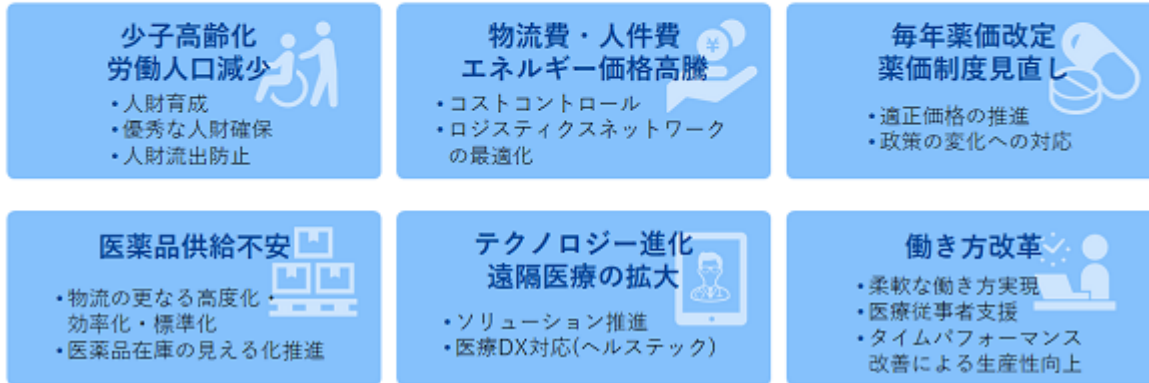 少子高齢化
労働人口減少
•人財育成
•優秀な人財確保
•人財流出防止
物流費・人件費
エネルギー価格高騰
•コストコントロール
•ロジスティクスネットワーク
の最適化
毎年薬価改定
薬価制度見直し
•適正価格の推進
•政策の変化への対応
医薬品供給不安
•物流の更なる高度化・
効率化・標準化
•医薬品在庫の見える化推進
テクノロジー進化
遠隔医療の拡大
•ソリューション推進
•医療DX対応(ヘルステック)
働き方改革
•柔軟な働き方実現
•医療従事者支援
•タイムパフォーマンス
改善による生産性向上